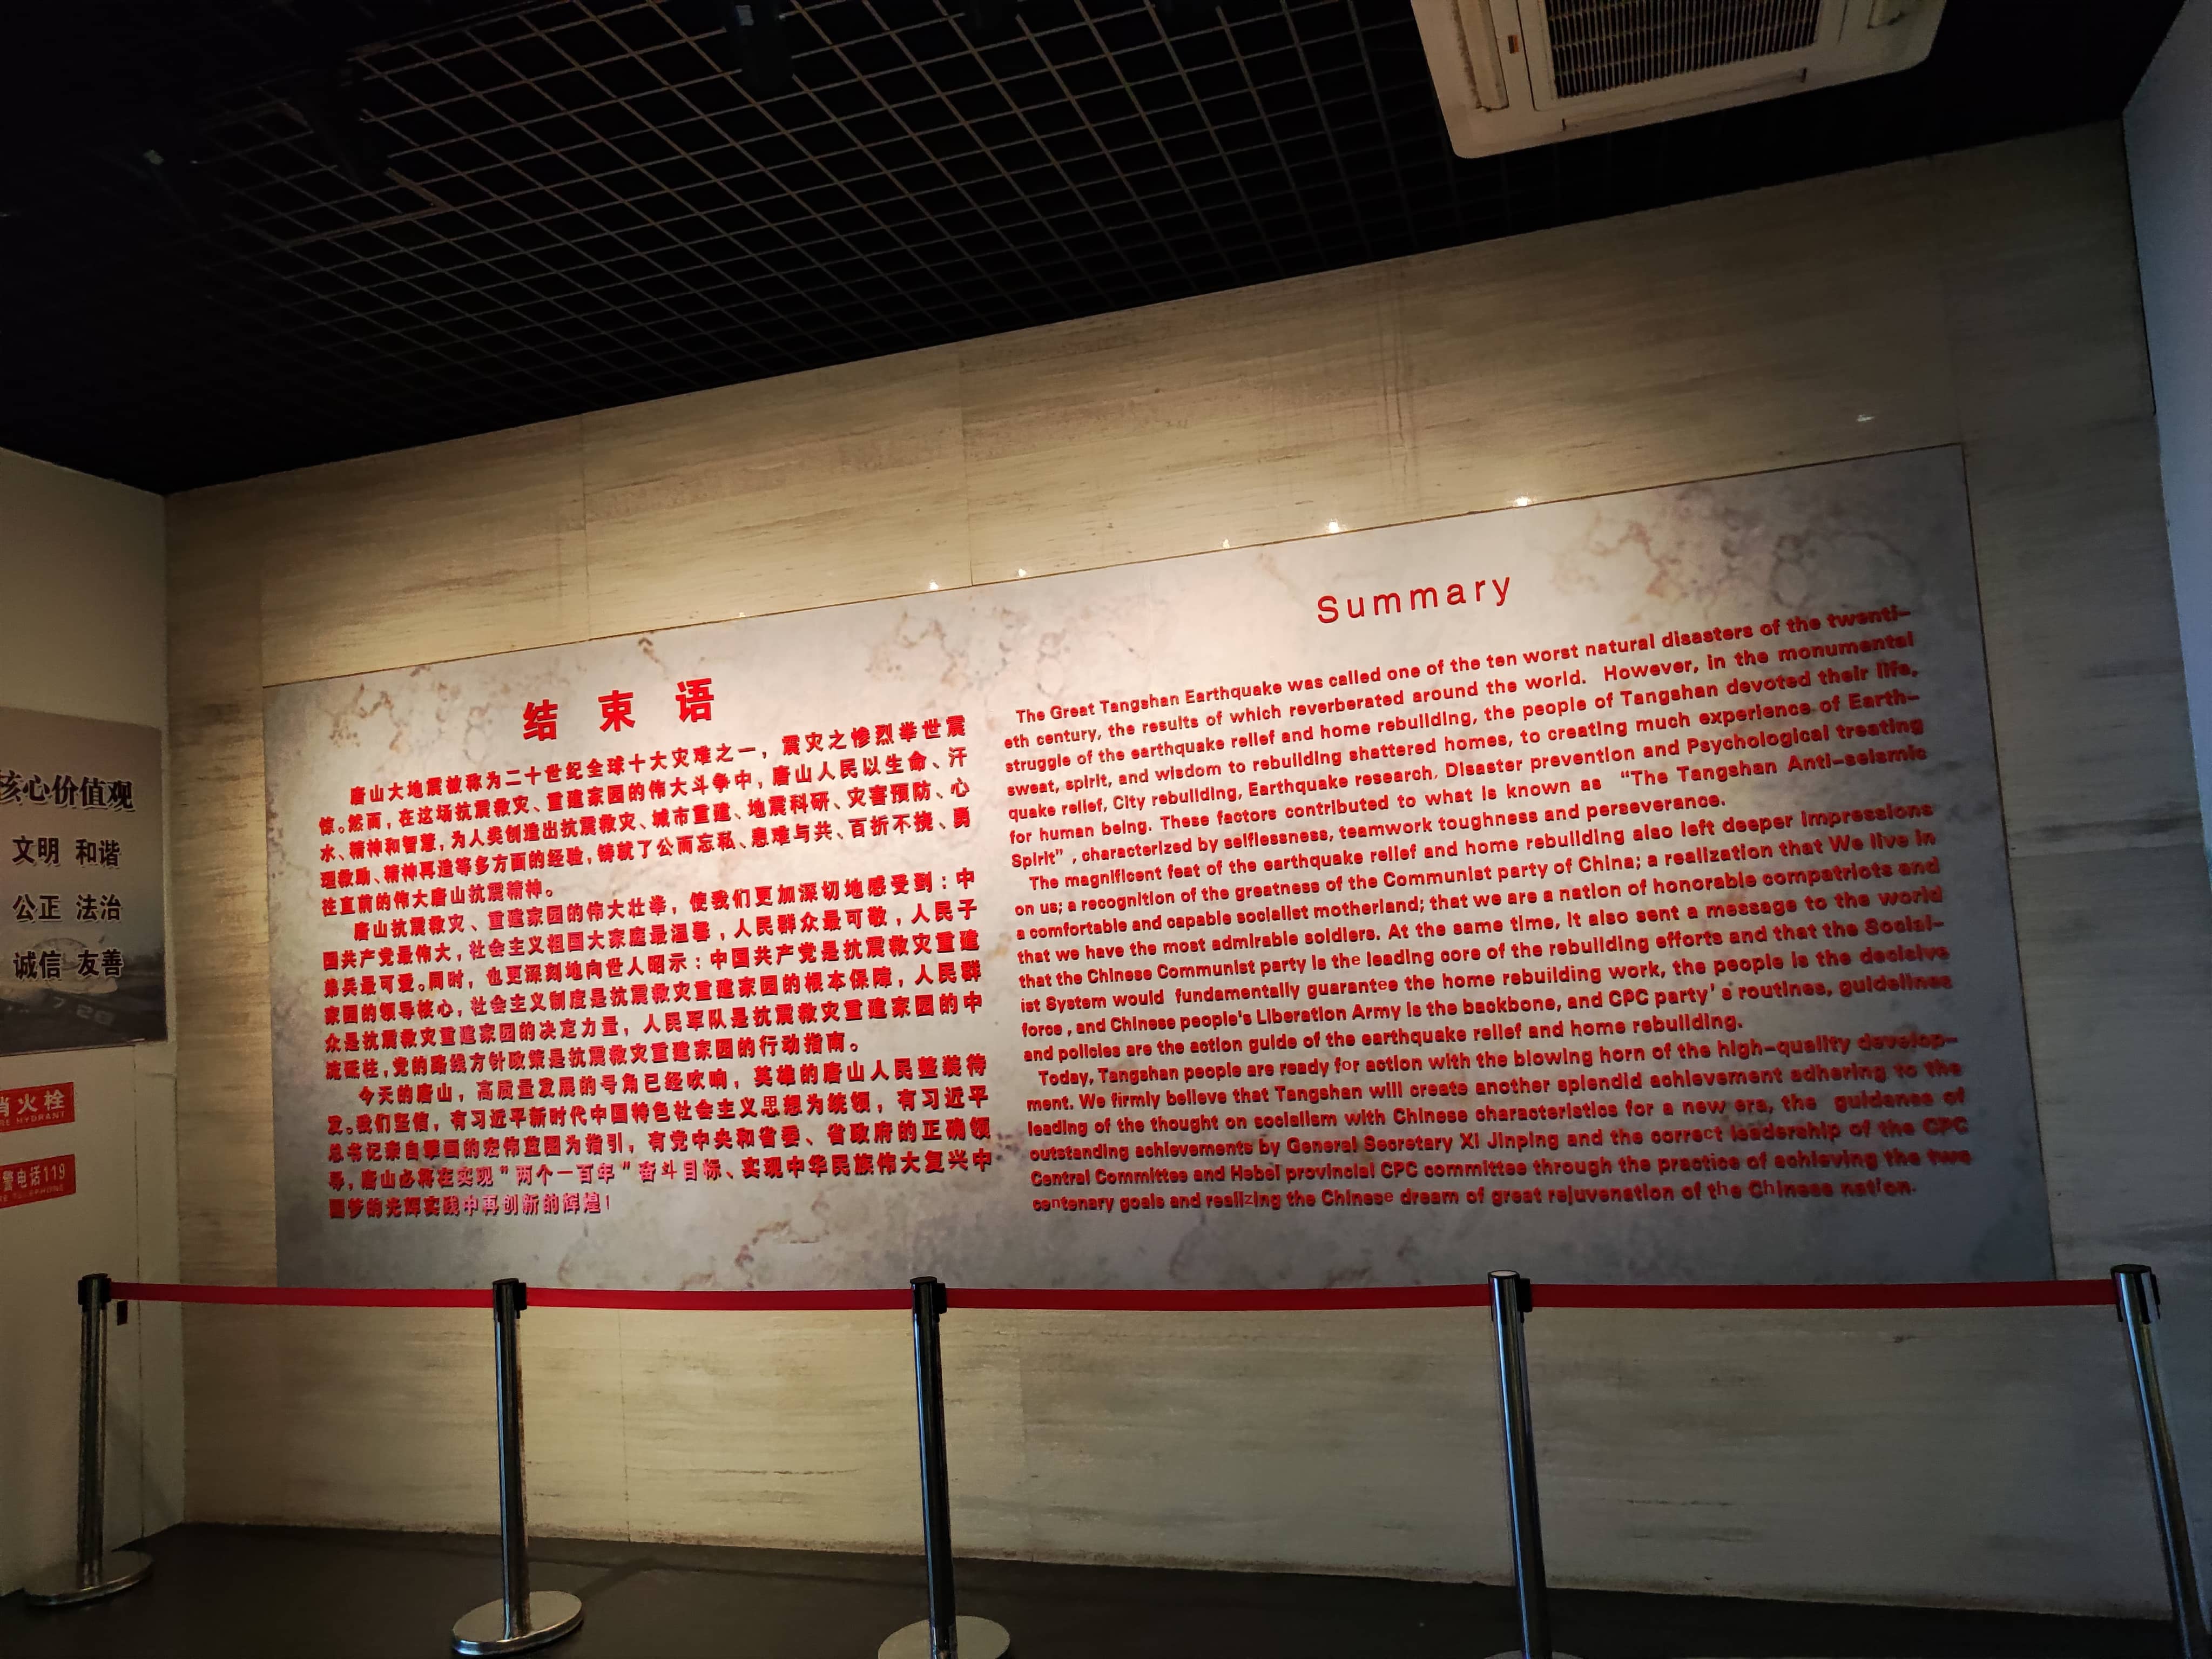 核心价值观
文明 和谐
公正 法治
诚信 友善
消火栓
RE HYDRANT
警电话119
结束语
唐山大地震被称为二十世纪全球十大灾难之一，震灾之惨烈举世震
惊。然而，在这场抗震救灾、重建家园的伟大斗争中，唐山人民以生命、汗
水、精神和智慧，为人类创造出抗震救灾、城市重建、地震科研、灾害预防、心
理救助、精神再造等多方面的经验，铸就了公而忘私、患难与共、百折不挠、勇
往直前的伟大唐山抗震精神。
唐山抗震救灾、重建家园的伟大壮举，使我们更加深切地感受到：中
国共产党最伟大，社会主义祖国大家庭最温馨，人民群众最可敬，人民子
弟兵最可爱。同时，也更深刻地向世人昭示：中国共产党是抗震救灾重建
家园的领导核心，社会主义制度是抗震救灾重建家园的根本保障，人民群
众是抗震救灾重建家园的决定力量，人民军队是抗震救灾重建家园的中
流砥柱，党的路线方针政策是抗震救灾重建家园的行动指南。
今天的唐山，高质量发展的号角已经吹响，英雄的唐山人民整装待
发。我们坚信，有习近平新时代中国特色社会主义思想为统领，有习近平
总书记亲自擘画的宏伟蓝图为指引，有党中央和省委、省政府的正确领
导，唐山必将在实现"两个一百年"奋斗目标、实现中华民族伟大复兴中
国梦的光辉实践中再创新的辉煌！
Summary
The Great Tangshan Earthquake was called one of the ten worst natural disasters of the twenti-
eth century, the results of which reverberated around the world. However, in the monumental
struggle of the earthquake relief and home rebuilding, the people of Tangshan devoted their life,
sweat, spirit, and wisdom to rebuilding shattered homes, to creating much experience of Earth-
quake relief, City rebuilding, Earthquake research, Disaster prevention and Psychological treating
for human being. These factors contributed to what is known as “The Tangshan Anti-seismic
Spirit”, characterized by selflessness, teamwork toughness and perseverance.
The magnificent feat of the earthquake relief and home rebuilding also left deeper impressions
on us; a recognition of the greatness of the Communist party of China; a realization that We live in
a comfortable and capable socialist motherland; that we are a nation of honorable compatriots and
that we have the most admirable soldiers. At the same time, it also sent a message to the world
that the Chinese Communist party is the leading core of the rebuilding efforts and that the Social-
ist System would fundamentally guarantee the home rebuilding work, the people is the decisive
force, and Chinese people's Liberation Army is the backbone, and CPC party's routines, guidelines
and policies are the action guide of the earthquake relief and home rebuilding.
Today, Tangshan people are ready for action with the blowing horn of the high-quality develop-
ment. We firmly believe that Tangshan will create another splendid achievement adhering to the
leading of the thought on socialism with Chinese characteristics for a new era, the guidance of
outstanding achievements by General Secretary Xi Jinping and the correct leadership of the CPC
Central Committee and Hebei provincial CPC committee through the practice of achieving the two
centenary goals and realizing the Chinese dream of great rejuvenation of the Chinese nation.